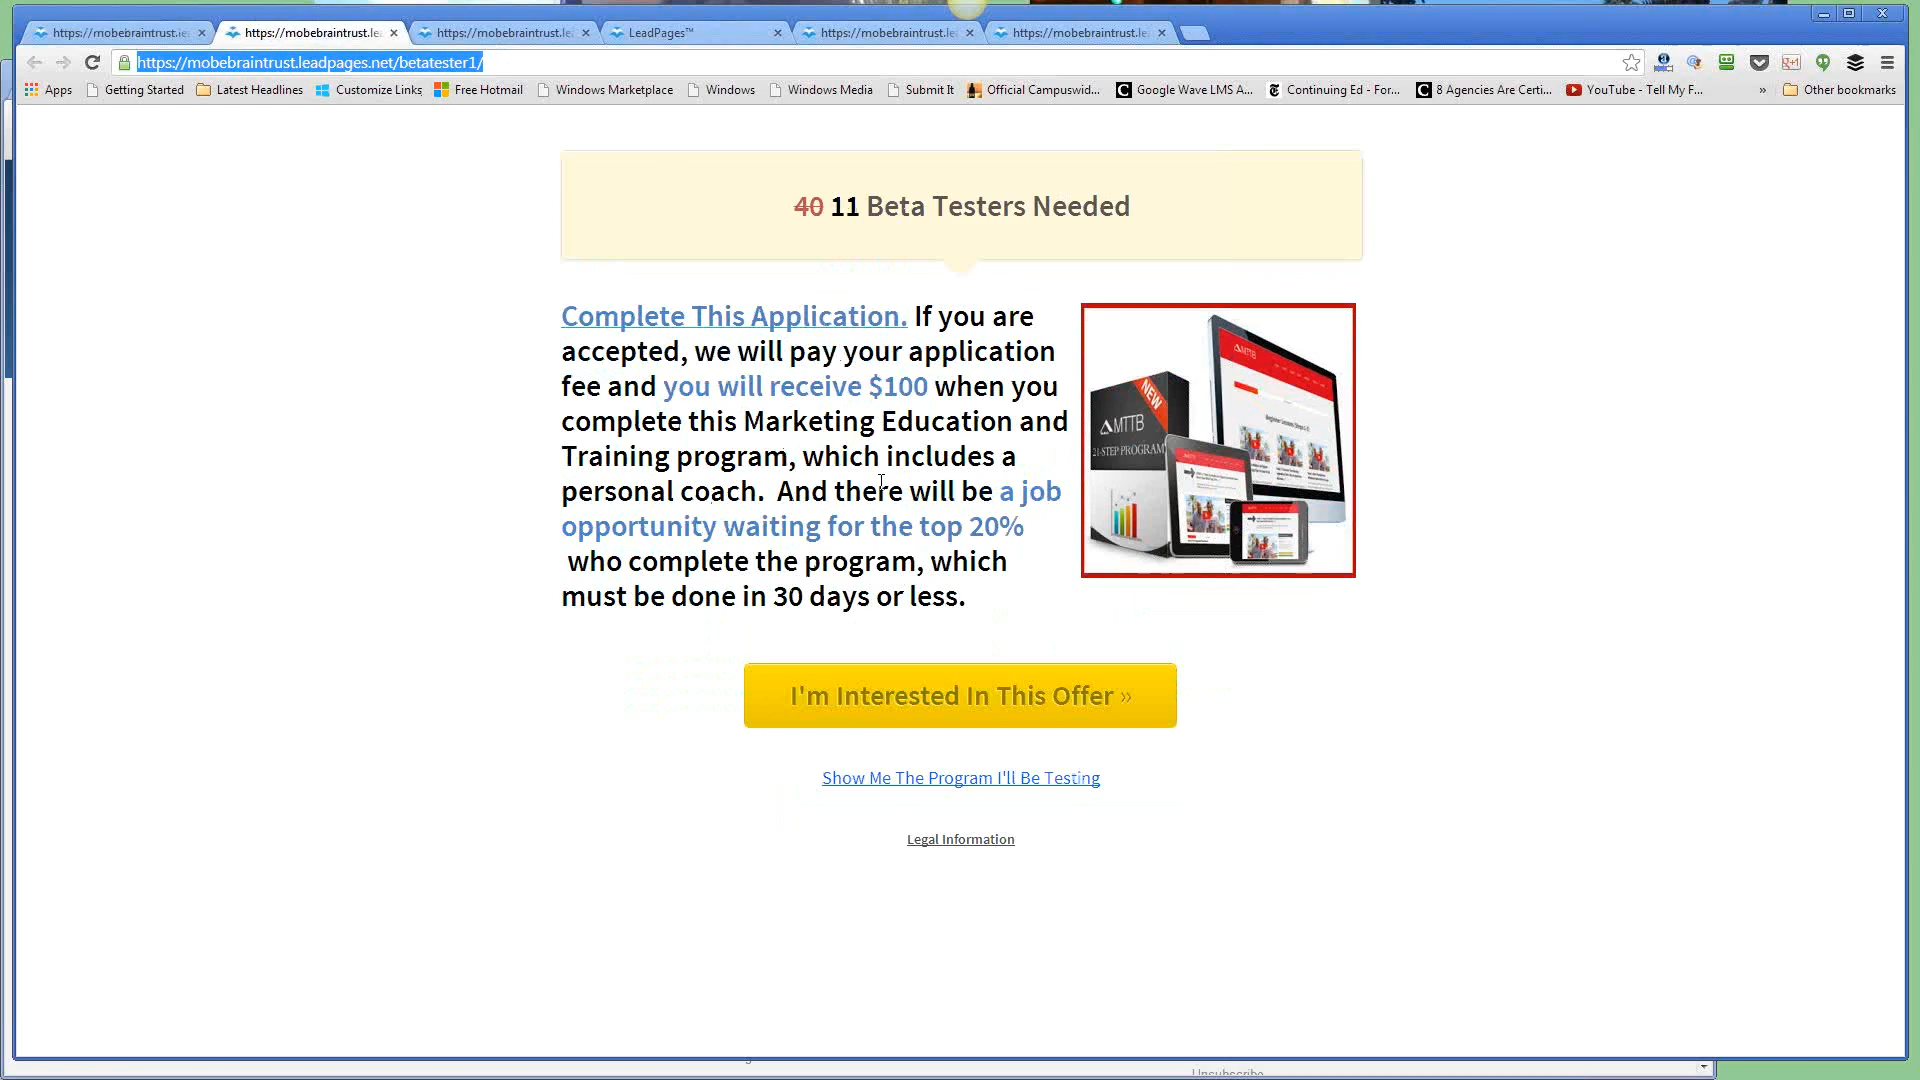 https://mobebraintrust.le
https://mobebraintrust.le
https://mobebraintrust.le
LeadPages™
https://mobebraintrust.le
https://mobebraintrust.le
https://mobebraintrust.leadpages.net/betatester1/
Apps
Getting Started
Latest Headlines
Customize Links
Free Hotmail
Windows Marketplace
Windows
Windows Media
Submit It
Official Campuswid...
Google Wave LMS A...
Continuing Ed - For...
8 Agencies Are Certi...
YouTube - Tell My F...
»
Other bookmarks
40 11 Beta Testers Needed
Complete This Application. If you are
accepted, we will pay your application
fee and you will receive $100 when you
complete this Marketing Education and
Training program, which includes a
personal coach. And there will be a job
opportunity waiting for the top 20%
who complete the program, which
must be done in 30 days or less.
NEW
MTTB
21-STEP PROGRAM
MTTB
I'm Interested In This Offer »
Show Me The Program I'll Be Testing
Legal Information
Unsubscribe